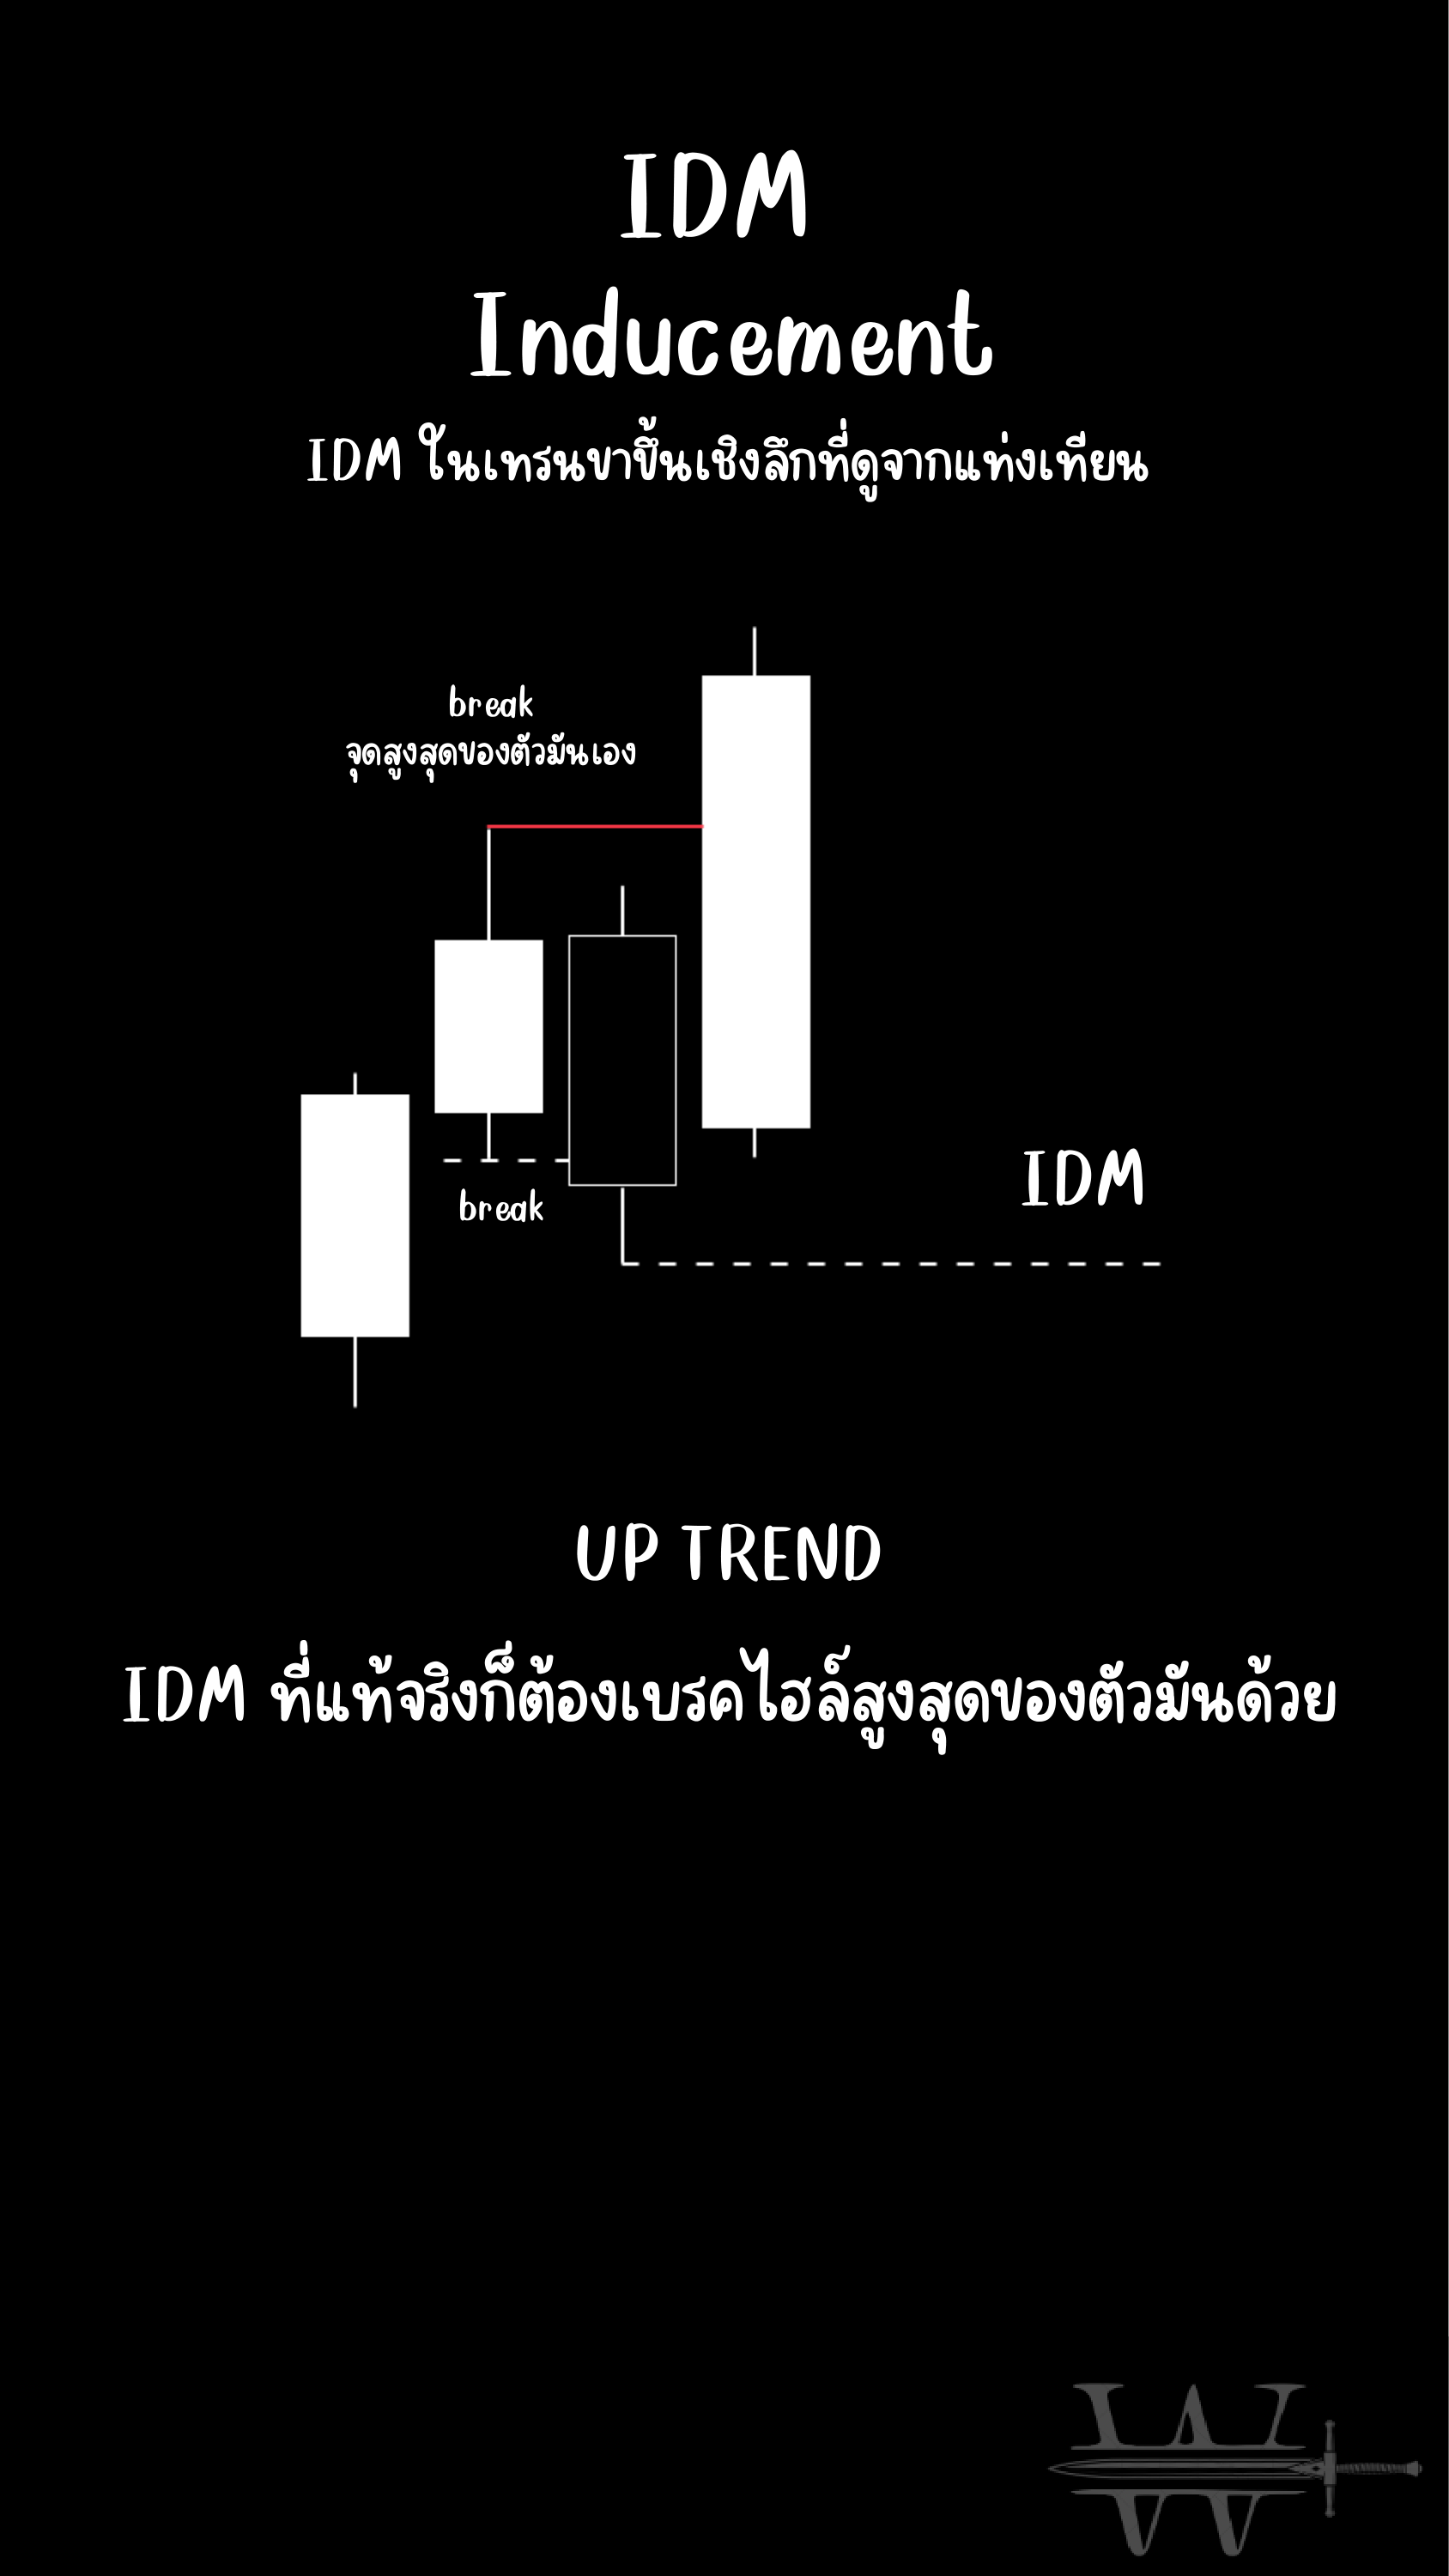 IDM
Inducement
IDM ในเทรนขาขึ้นเชิงลึกที่ดูจากแท่งเทียน
break
จุดสูงสุดของตัวมันเอง
IDM
break
UP TREND
IDM ที่แท้จริงก็ต้องเบรคไฮล์สูงสุดของตัวมันด้วย
W